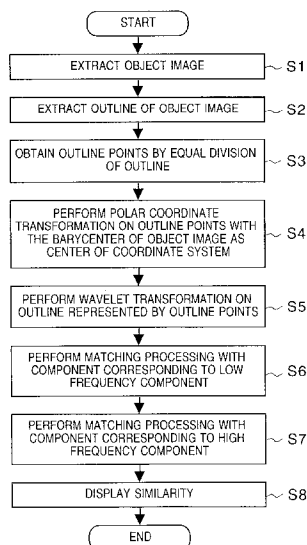 START
EXTRACT OBJECT IMAGE
S1
EXTRACT OUTLINE OF OBJECT IMAGE
S2
OBTAIN OUTLINE POINTS BY EQUAL DIVISION
OF OUTLINE
S3
PERFORM POLAR COORDINATE
TRANSFORMATION ON OUTLINE POINTS WITH
THE BARYCENTER OF OBJECT IMAGE AS
CENTER OF COORDINATE SYSTEM
S4
PERFORM WAVELET TRANSFORMATION ON
OUTLINE REPRESENTED BY OUTLINE POINTS
S5
PERFORM MATCHING PROCESSING WITH
COMPONENT CORRESPONDING TO LOW
FREQUENCY COMPONENT
S6
PERFORM MATCHING PROCESSING WITH
COMPONENT CORRESPONDING TO HIGH
FREQUENCY COMPONENT
S7
DISPLAY SIMILARITY
S8
END